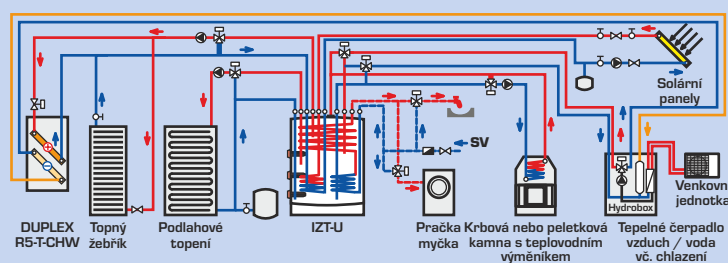 Solární
panely
SV
Hydrobox
DUPLEX
R5-T-CHW
Topný
žebřík
Podlahové
topení
IZT-U
Pračka
myčka
Krbová nebo peletková
kamna s teplovodním
výměníkem
Tepelné čerpadlo
vzduch / voda
vč. chlazení
Venkovní
jednotka